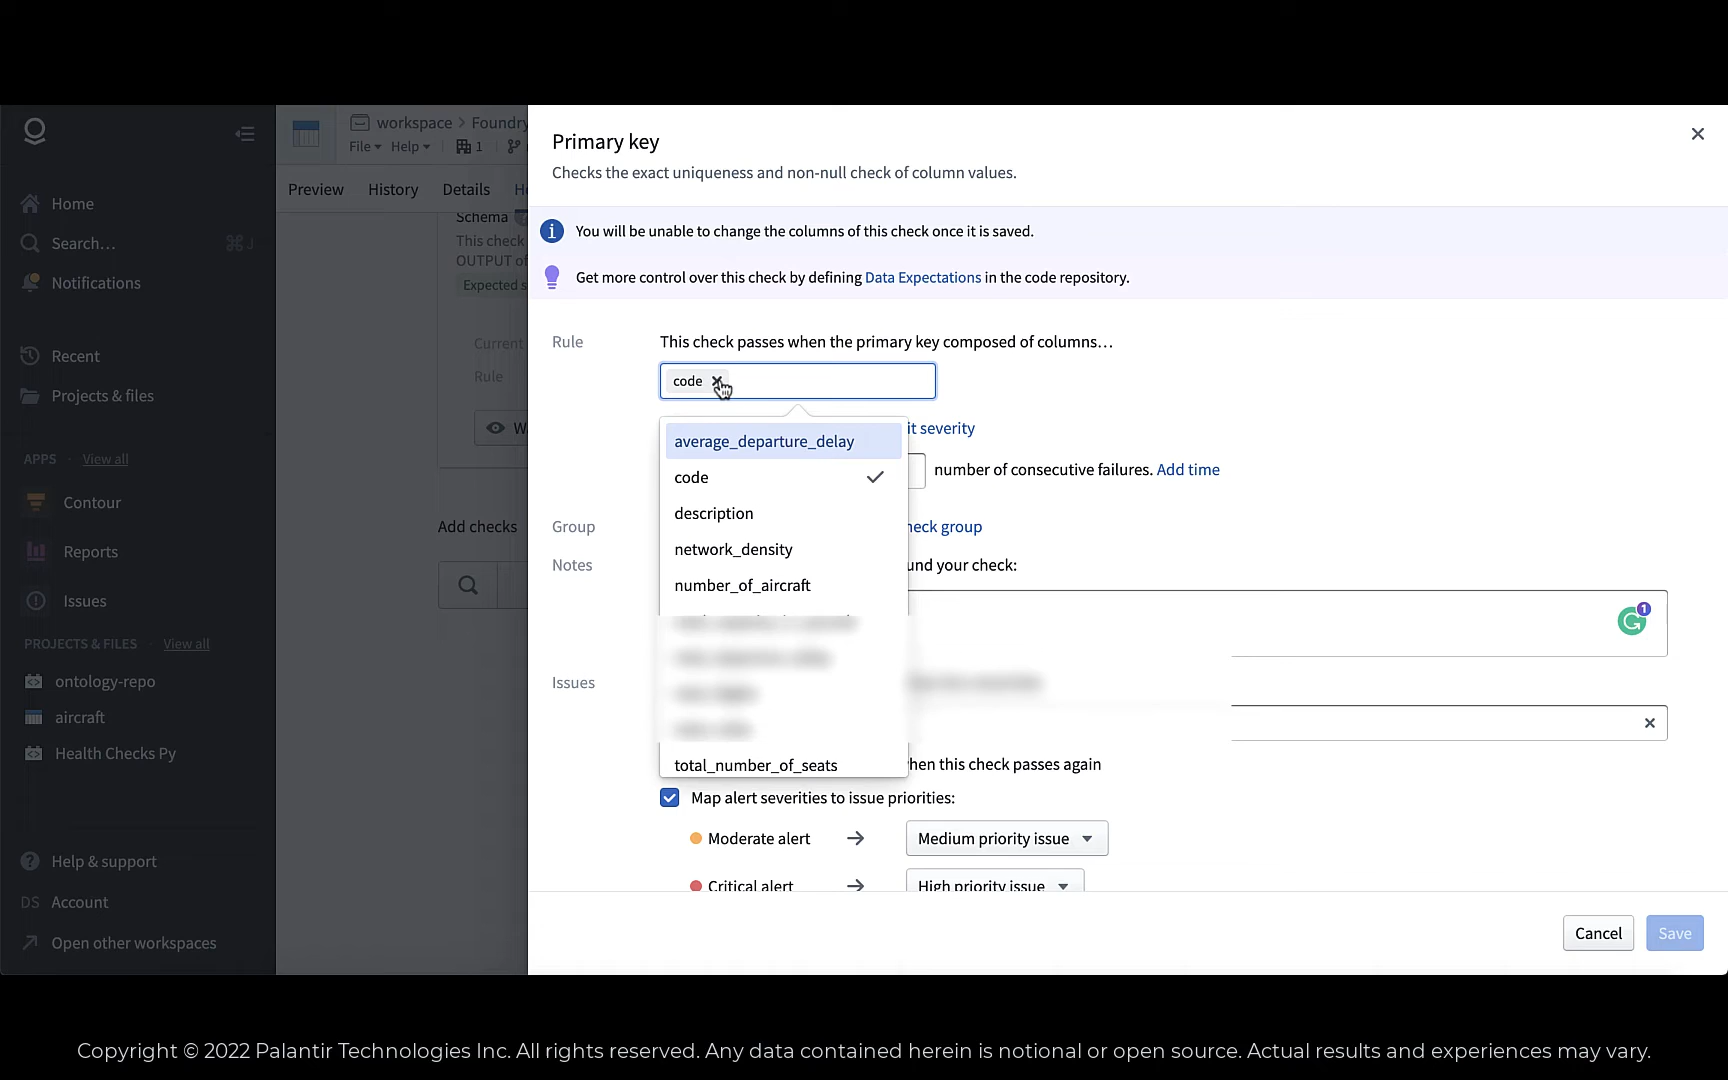 Home
Search...
⌘ J
Notifications
Recent
Projects & files
APPS · View all
Contour
Reports
Issues
PROJECTS & FILES · View all
ontology-repo
aircraft
Health Checks Py
Help & support
DS Account
Open other workspaces
workspace > Foundry
File Help 1
Preview History Details
Schema
This check
OUTPUT of
Expected
Current
Rule
Add checks
Primary key
Checks the exact uniqueness and non-null check of column values.
You will be unable to change the columns of this check once it is saved.
Get more control over this check by defining Data Expectations in the code repository.
Rule
This check passes when the primary key composed of columns...
code
average_departure_delay
code
description
network_density
number_of_aircraft
total_number_of_seats
severity
number of consecutive failures. Add time
Group
group
Notes
your check:
1
Issues
this check passes again
Map alert severities to issue priorities:
Moderate alert → Medium priority issue
Critical alert → High priority issue
Cancel Save
Copyright © 2022 Palantir Technologies Inc. All rights reserved. Any data contained herein is notional or open source. Actual results and experiences may vary.